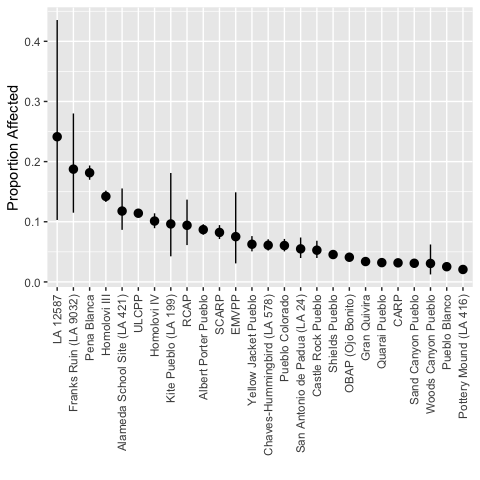 Proportion Affected
0.4
0.3
0.2
0.1
0.0
LA 12587
Franks Ruin (LA 9032)
Pena Blanca
Homolovi III
Alameda School Site (LA 421)
ULCPP
Homolovi IV
Kite Pueblo (LA 199)
RCAP
Albert Porter Pueblo
SCARP
EMVPP
Yellow Jacket Pueblo
Chaves-Hummingbird (LA 578)
Pueblo Colorado
San Antonio de Padua (LA 24)
Castle Rock Pueblo
Shields Pueblo
OBAP (Ojo Bonito)
Gran Quivira
Quarai Pueblo
CARP
Sand Canyon Pueblo
Woods Canyon Pueblo
Pueblo Blanco
Pottery Mound (LA 416)